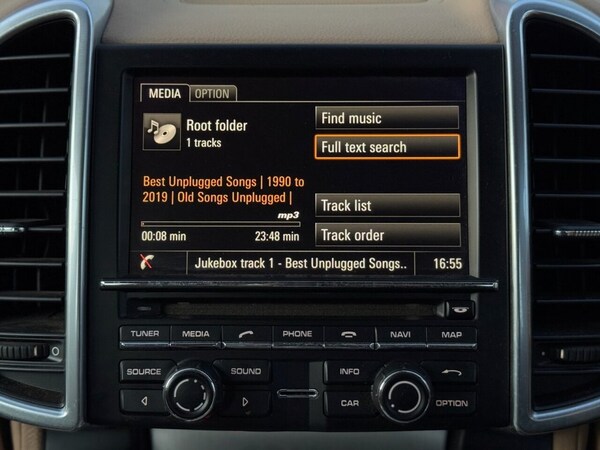 MEDIA OPTION
Root folder
1 tracks
Find music
Full text search
Best Unplugged Songs | 1990 to
2019 | Old Songs Unplugged |
mp3
00:08 min 23:48 min
Track list
Track order
Jukebox track 1 - Best Unplugged Songs.. 16:55
TUNER MEDIA PHONE NAVI MAP
SOURCE SOUND INFO
CAR OPTION